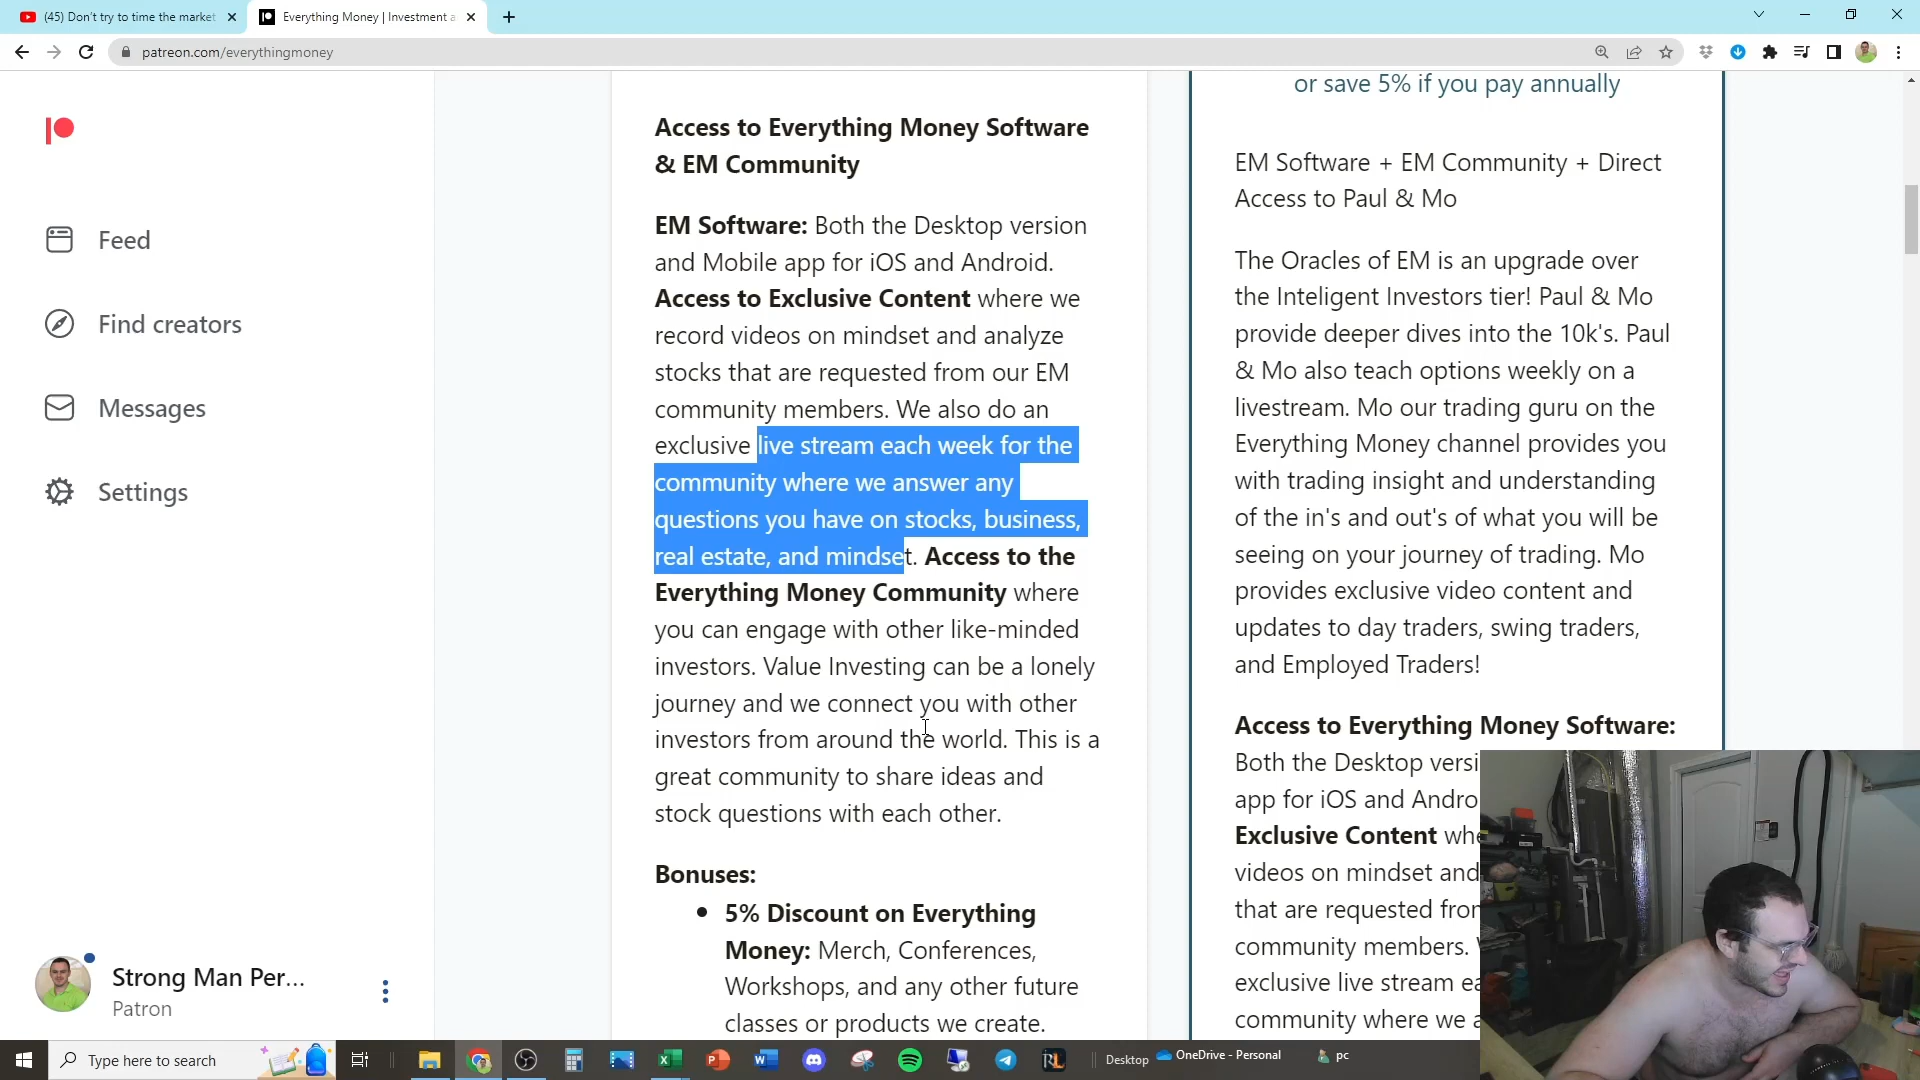 (45) Don't try to time the market
Everything Money | Investment a
patreon.com/everythingmoney
Feed
Find creators
Messages
Settings
Strong Man Per...
Patron
Access to Everything Money Software
& EM Community
EM Software: Both the Desktop version
and Mobile app for iOS and Android.
Access to Exclusive Content where we
record videos on mindset and analyze
stocks that are requested from our EM
community members. We also do an
exclusive live stream each week for the
community where we answer any
questions you have on stocks, business,
real estate, and mindset. Access to the
Everything Money Community where
you can engage with other like-minded
investors. Value Investing can be a lonely
journey and we connect you with other
investors from around the world. This is a
great community to share ideas and
stock questions with each other.
Bonuses:
• 5% Discount on Everything
Money: Merch, Conferences,
Workshops, and any other future
classes or products we create.
or save 5% if you pay annually
EM Software + EM Community + Direct
Access to Paul & Mo
The Oracles of EM is an upgrade over
the Inteligent Investors tier! Paul & Mo
provide deeper dives into the 10k's. Paul
& Mo also teach options weekly on a
livestream. Mo our trading guru on the
Everything Money channel provides you
with trading insight and understanding
of the in's and out's of what you will be
seeing on your journey of trading. Mo
provides exclusive video content and
updates to day traders, swing traders,
and Employed Traders!
Access to Everything Money Software:
Both the Desktop versi
app for iOS and Andro
Exclusive Content whe
videos on mindset and
that are requested fror
community members.
exclusive live stream ea
community where we a
Type here to search
Desktop
OneDrive - Personal
pc